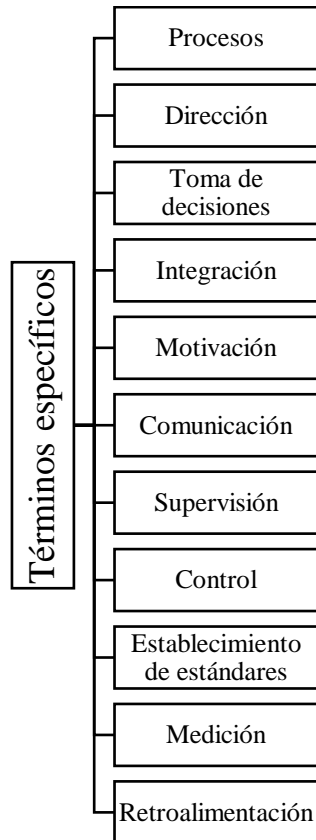 Términos específicos
Procesos
Dirección
Toma de
decisiones
Integración
Motivación
Comunicación
Supervisión
Control
Establecimiento
de estándares
Medición
Retroalimentación